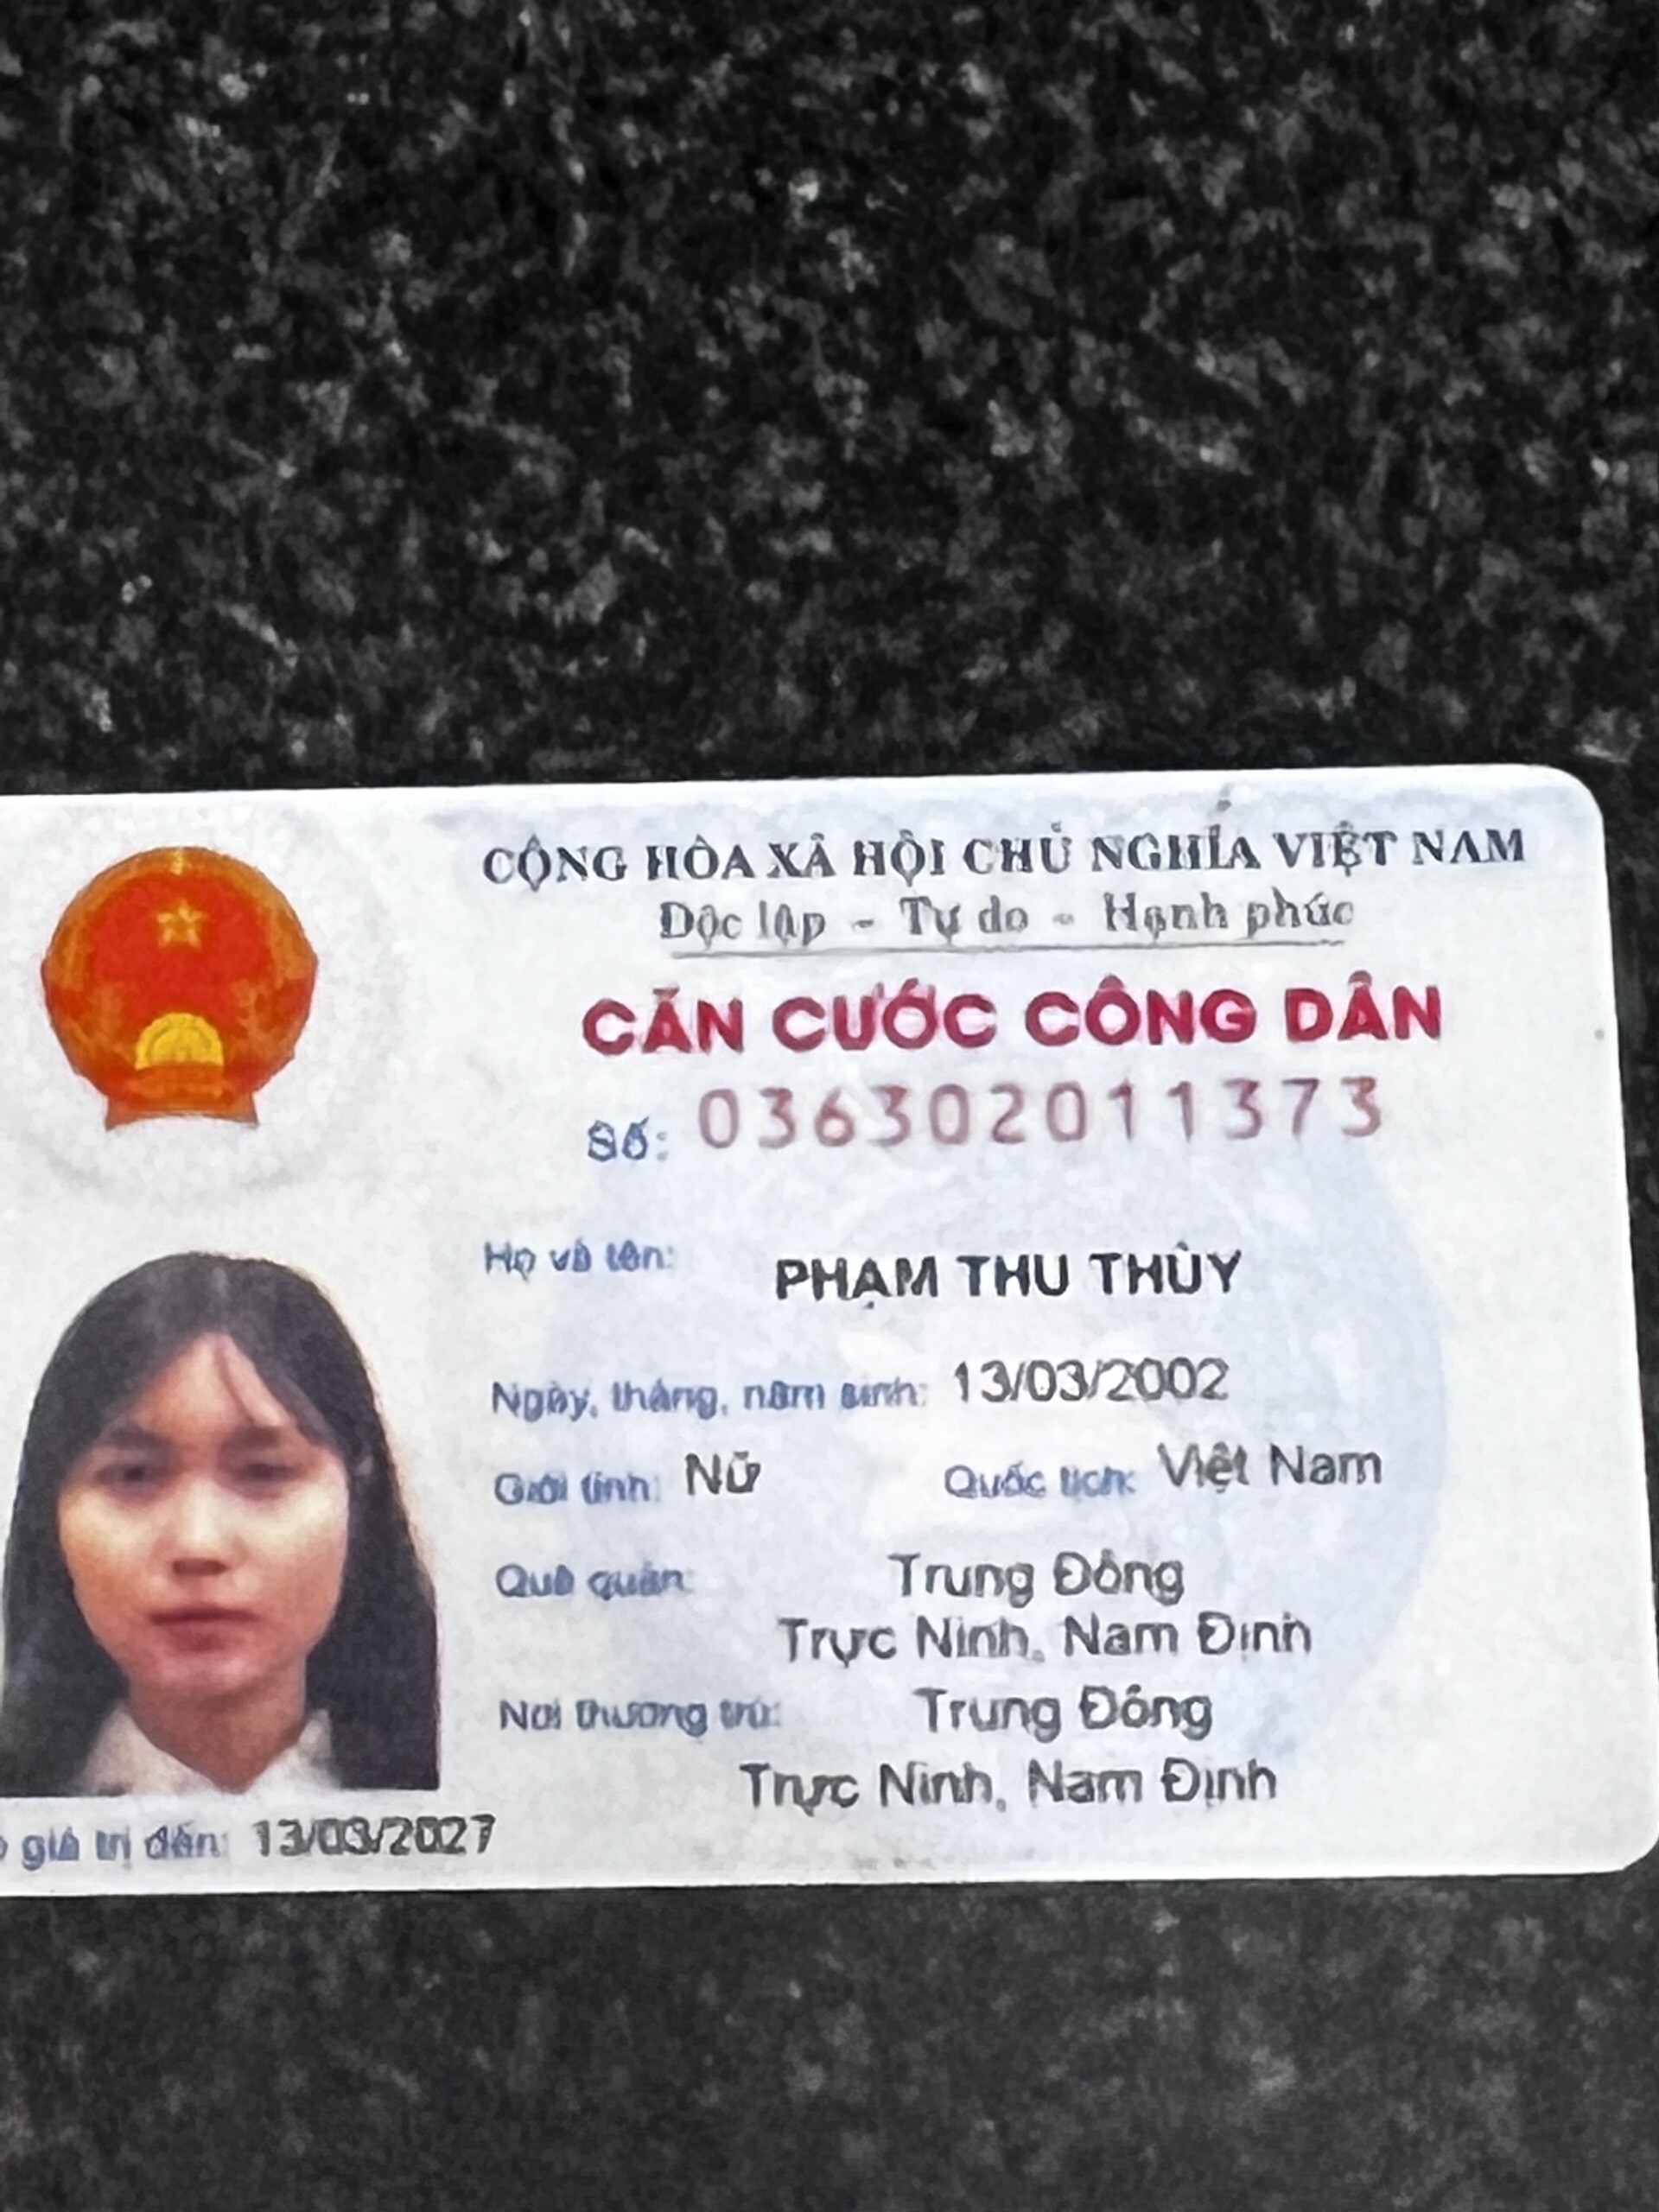 CỘNG HÒA XÃ HỘI CHỦ NGHĨA VIỆT NAM
Độc lập - Tự do - Hạnh phúc
CĂN CƯỚC CÔNG DÂN
Số: 036302011373
Họ và tên: PHẠM THU THÙY
Ngày, tháng, năm sinh: 13/03/2002
Giới tính: Nữ Quốc tịch: Việt Nam
Quê quán: Trung Đông
Trực Ninh, Nam Định
Nơi thường trú: Trung Đông
Trực Ninh, Nam Định
giá trị đến: 13/03/2027